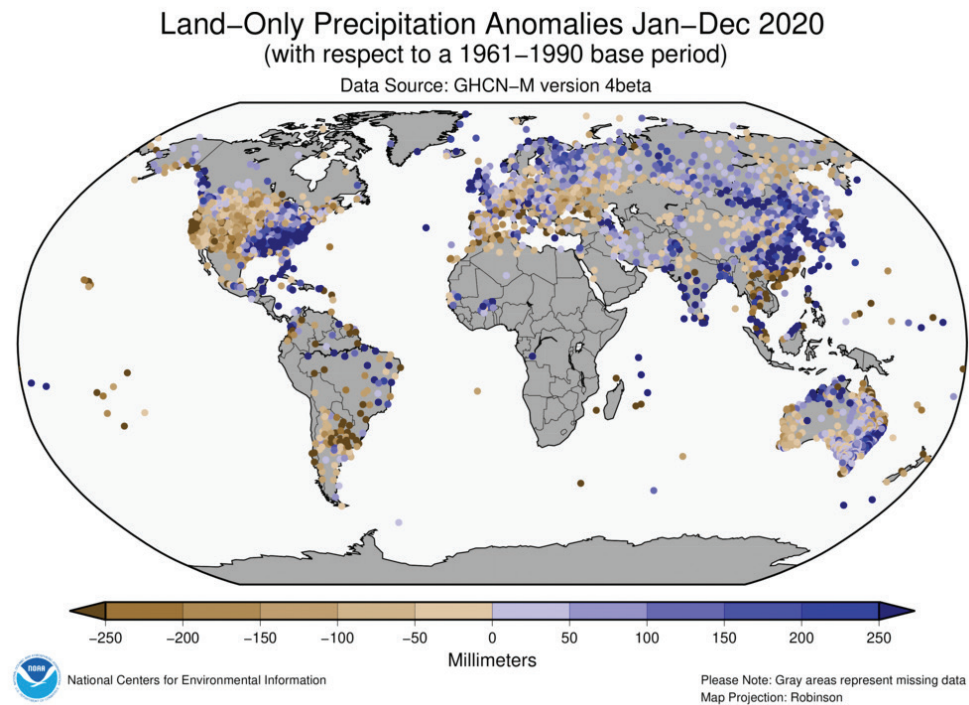 Land−Only Precipitation Anomalies Jan−Dec 2020
(with respect to a 1961−1990 base period)
Data Source: GHCN−M version 4beta
−250 −200 −150 −100 −50 0 50 100 150 200 250
Millimeters
NOAA
National Centers for Environmental Information
Please Note: Gray areas represent missing data
Map Projection: Robinson